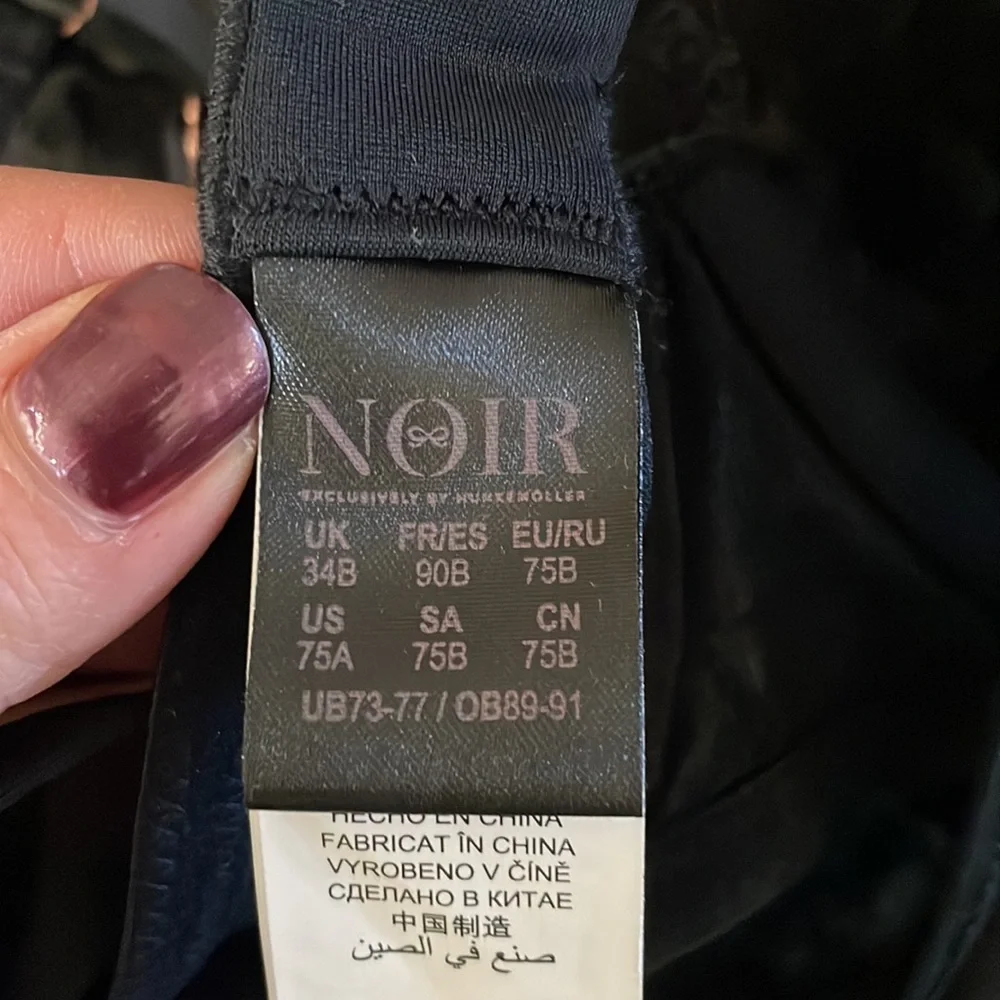 NOIR
EXCLUSIVELY BY HUNKEMÖLLER
UK FR/ES EU/RU
34B 90B 75B
US SA CN
75A 75B 75B
UB73-77 / OB89-91
HECHO EN CHINA
FABRICAT ÎN CHINA
VYROBENO V ČÍNĚ
СДЕЛАНО В КИТАЕ
中国制造
صنع في الصين